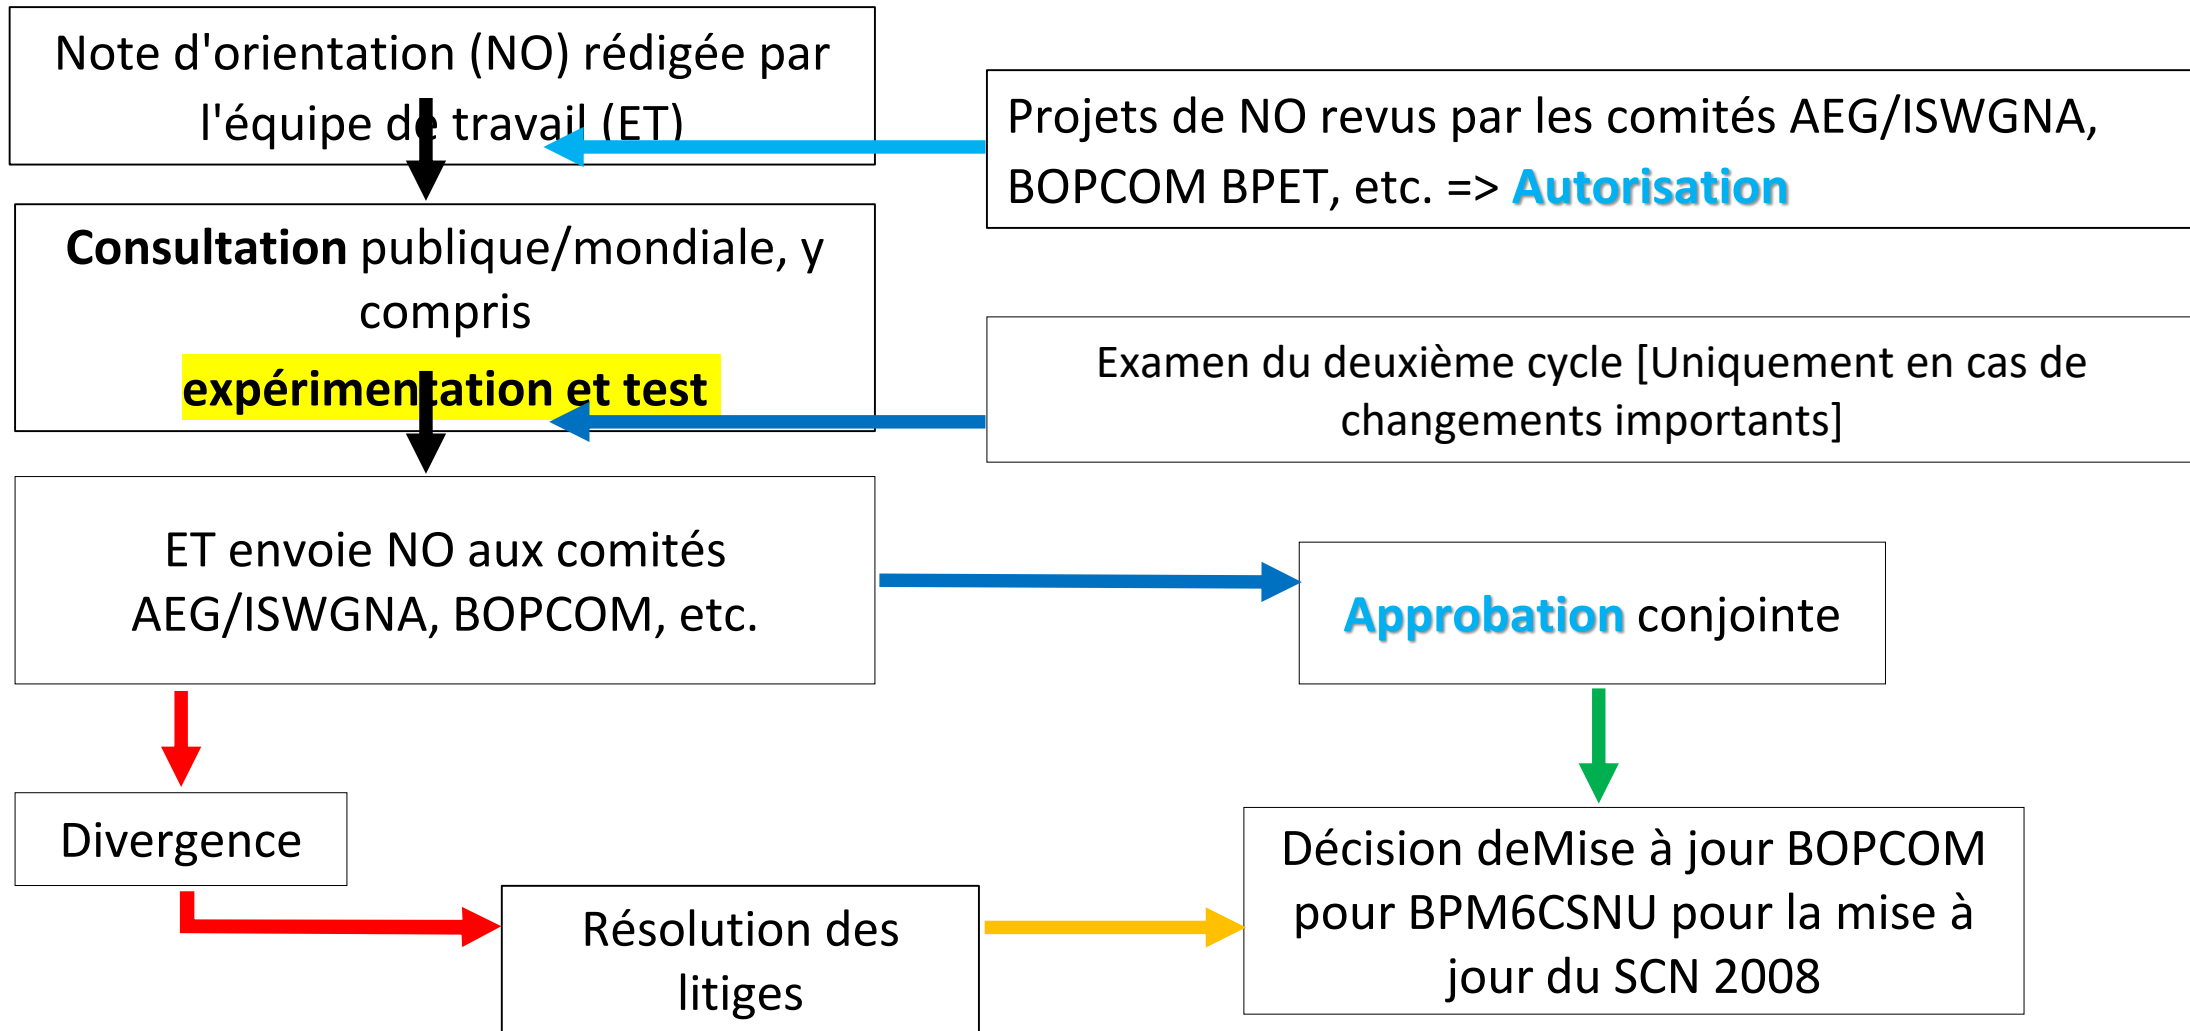 Note d'orientation (NO) rédigée par
l'équipe de travail (ET)
Projets de NO revus par les comités AEG/ISWGNA,
BOPCOM BPET, etc. => Autorisation
Consultation publique/mondiale, y
compris
expérimentation et test
Examen du deuxième cycle [Uniquement en cas de
changements importants]
ET envoie NO aux comités
AEG/ISWGNA, BOPCOM, etc.
Approbation conjointe
Divergence
Résolution des
litiges
Décision deMise à jour BOPCOM
pour BPM6CSNU pour la mise à
jour du SCN 2008